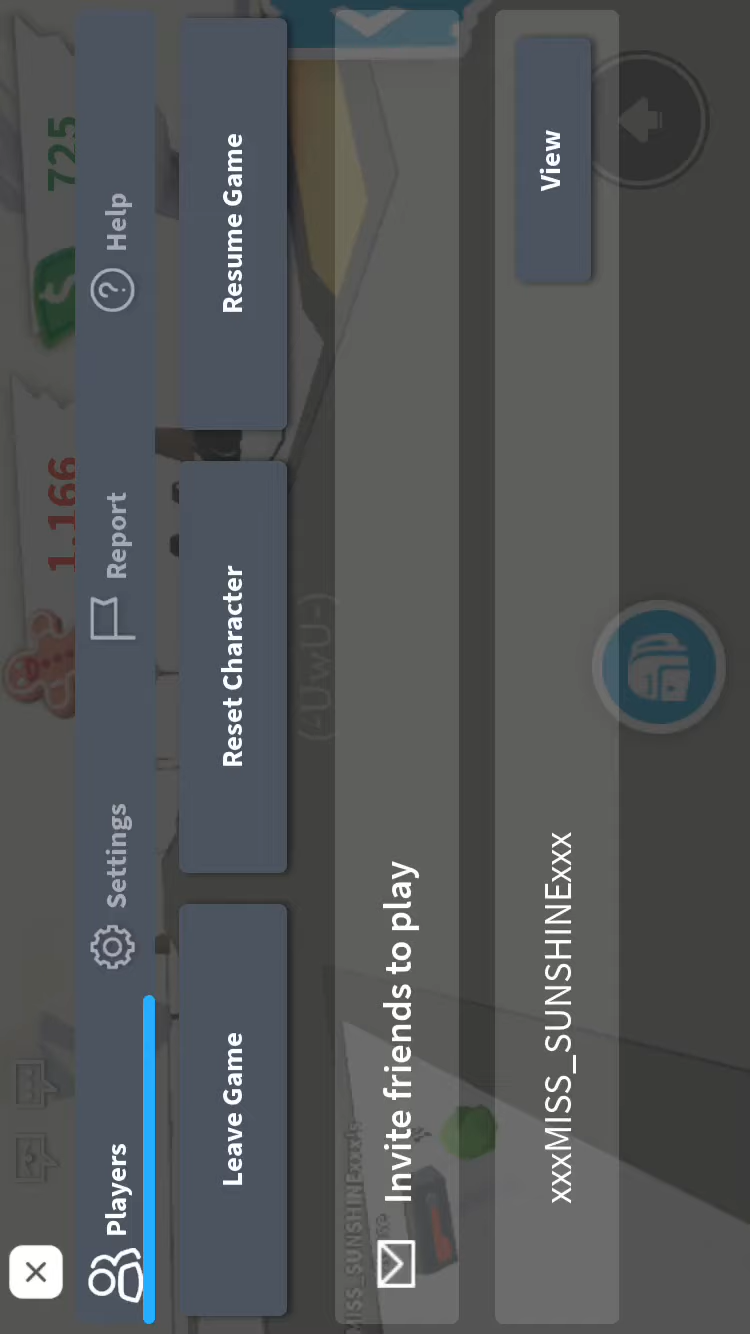 1.166
725
Players
Settings
Report
Help
Leave Game
Reset Character
Resume Game
Invite friends to play
xxxMISS_SUNSHINExxx
View
MISS_SUNSHINExxx's